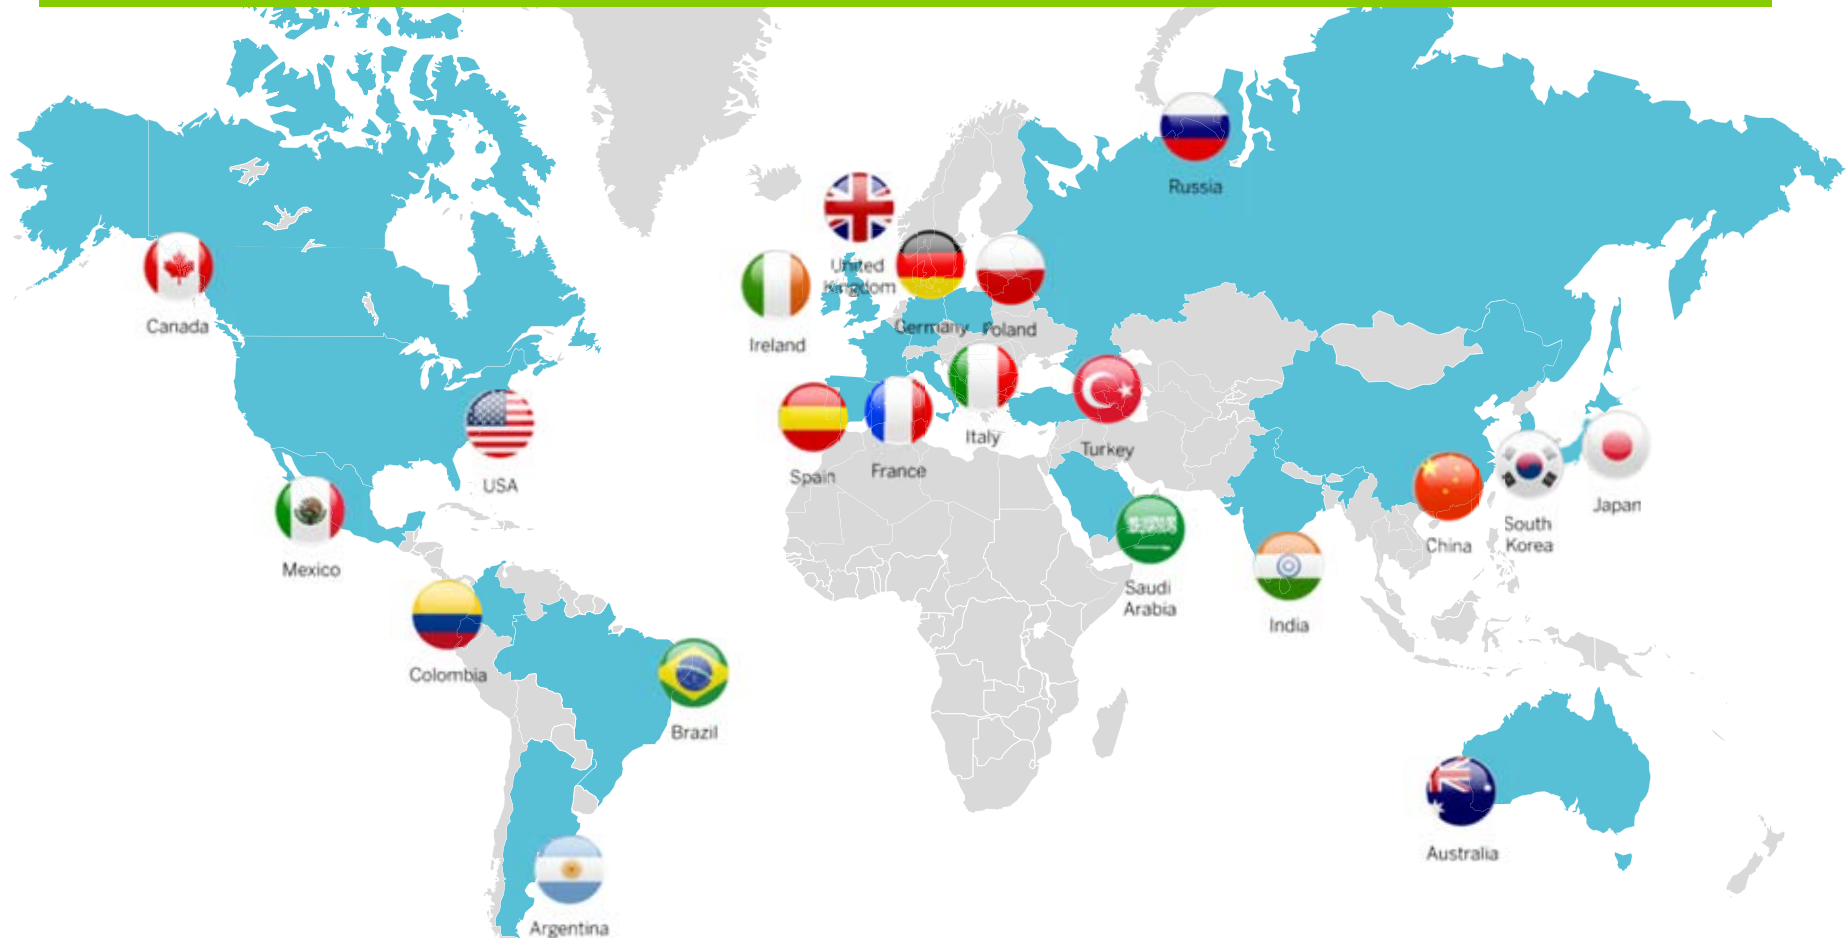 Russia
United
Kingdom
Canada
Germany
Poland
Ireland
Italy
Turkey
France
Spain
USA
Japan
South
Korea
China
Mexico
Saudi
Arabia
India
Colombia
Brazil
Australia
Argentina